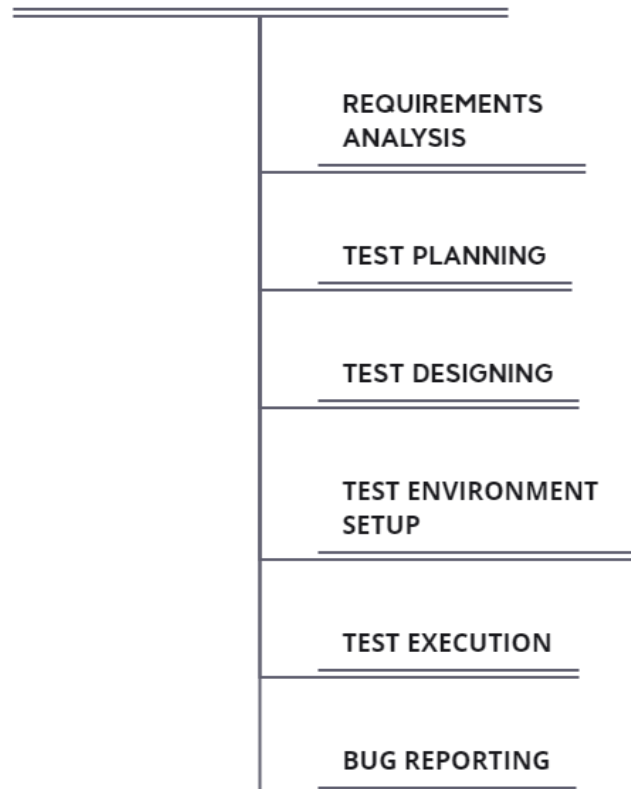 REQUIREMENTS
ANALYSIS
TEST PLANNING
TEST DESIGNING
TEST ENVIRONMENT
SETUP
TEST EXECUTION
BUG REPORTING